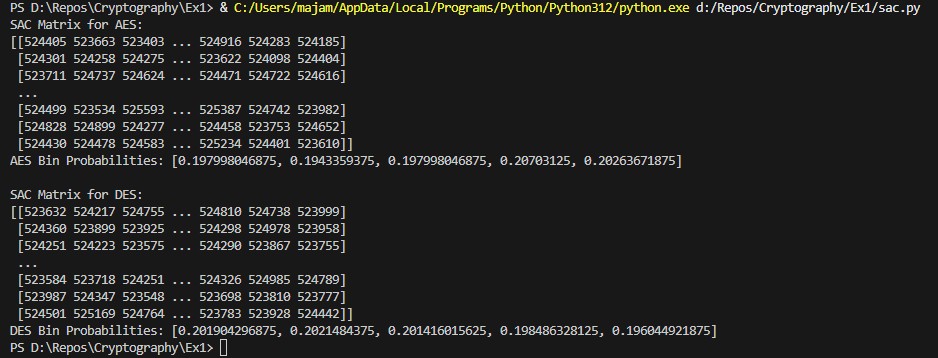 PS D:\Repos\Cryptography\Ex1> & C:/Users/majam/AppData/Local/Programs/Python/Python312/python.exe d:/Repos/Cryptography/Ex1/sac.py
SAC Matrix for AES:
[[524405 523663 523403 ... 524916 524283 524185]
 [524301 524258 524275 ... 523622 524098 524404]
 [523711 524737 524624 ... 524471 524722 524616]
 ...
 [524499 523534 525593 ... 525387 524742 523982]
 [524828 524899 524277 ... 524458 523753 524652]
 [524430 524478 524583 ... 525234 524401 523610]]
AES Bin Probabilities: [0.197998046875, 0.1943359375, 0.197998046875, 0.20703125, 0.20263671875]

SAC Matrix for DES:
[[523632 524217 524755 ... 524810 524738 523999]
 [524360 523899 523925 ... 524298 524978 523958]
 [524251 524223 523575 ... 524290 523867 523755]
 ...
 [523584 523718 524251 ... 524326 524985 524789]
 [523987 524347 523548 ... 523698 523810 523777]
 [524501 525169 524764 ... 523783 523928 524442]]
DES Bin Probabilities: [0.201904296875, 0.2021484375, 0.201416015625, 0.198486328125, 0.196044921875]
PS D:\Repos\Cryptography\Ex1>